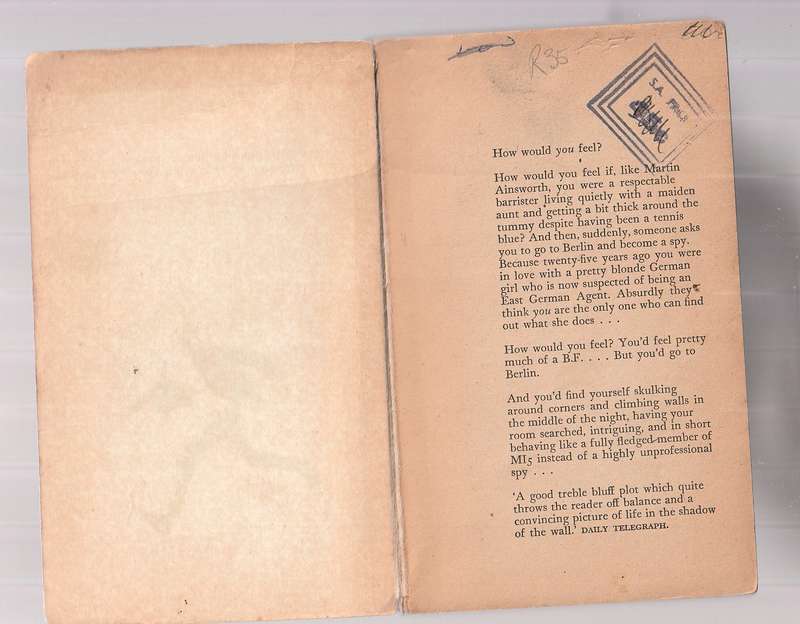 R35
S.A.
How would you feel?
How would you feel if, like Martin
Ainsworth, you were a respectable
barrister living quietly with a maiden
aunt and getting a bit thick around the
tummy despite having been a tennis
blue? And then, suddenly, someone asks
you to go to Berlin and become a spy.
Because twenty-five years ago you were
in love with a pretty blonde German
girl who is now suspected of being an
East German Agent. Absurdly they
think you are the only one who can find
out what she does . . .
How would you feel? You'd feel pretty
much of a B.F. . . . But you'd go to
Berlin.
And you'd find yourself skulking
around corners and climbing walls in
the middle of the night, having your
room searched, intriguing, and in short
behaving like a fully fledged member of
MI5 instead of a highly unprofessional
spy . . .
'A good treble bluff plot which quite
throws the reader off balance and a
convincing picture of life in the shadow
of the wall.' DAILY TELEGRAPH.